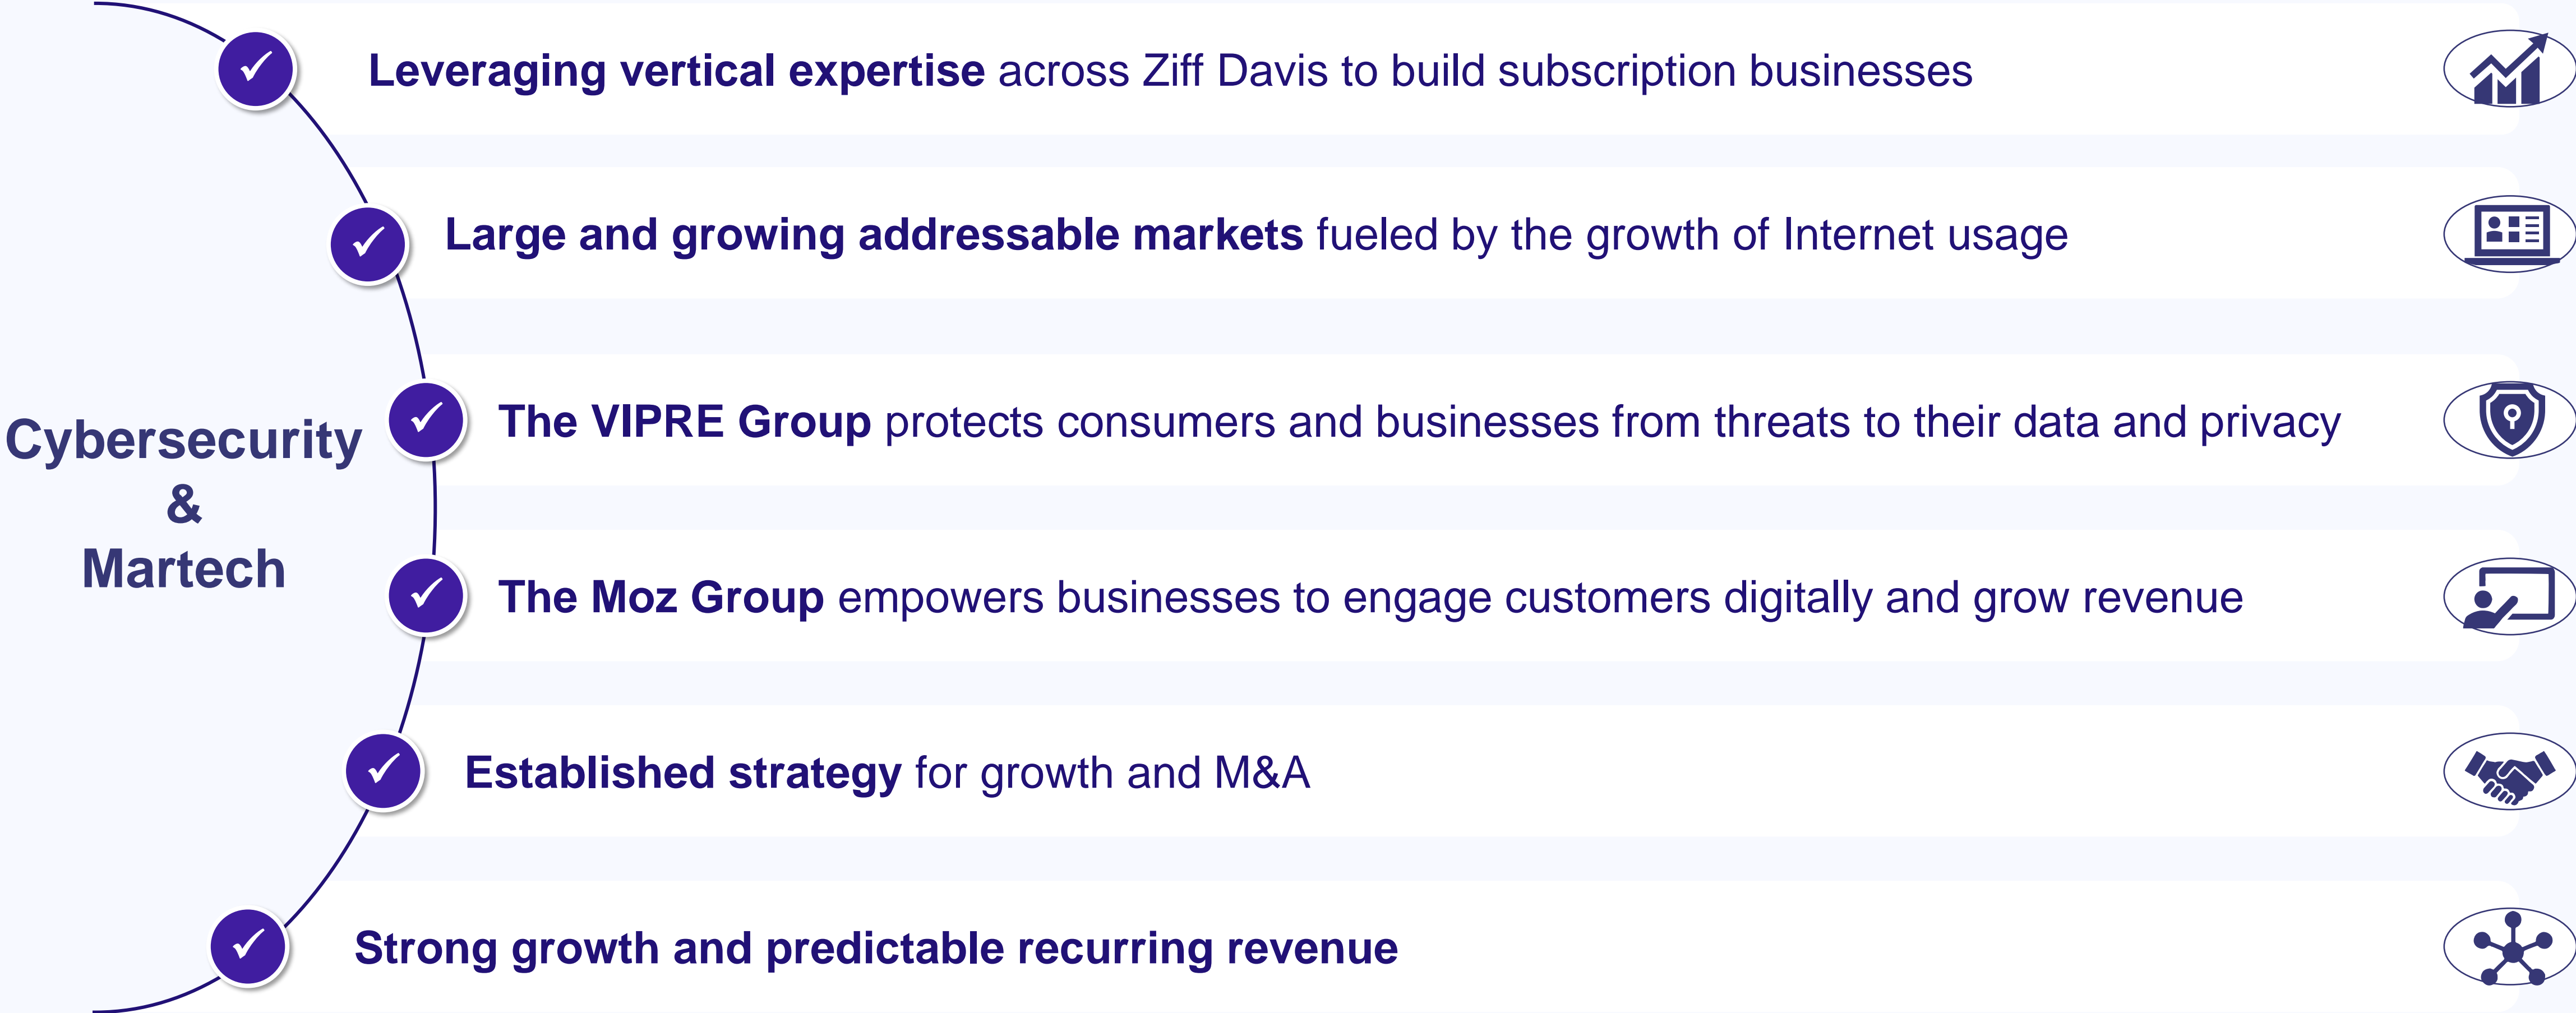 Leveraging vertical expertise across Ziff Davis to build subscription businesses
Large and growing addressable markets fueled by the growth of Internet usage
The VIPRE Group protects consumers and businesses from threats to their data and privacy
Cybersecurity
&
Martech
The Moz Group empowers businesses to engage customers digitally and grow revenue
Established strategy for growth and M&A
Strong growth and predictable recurring revenue